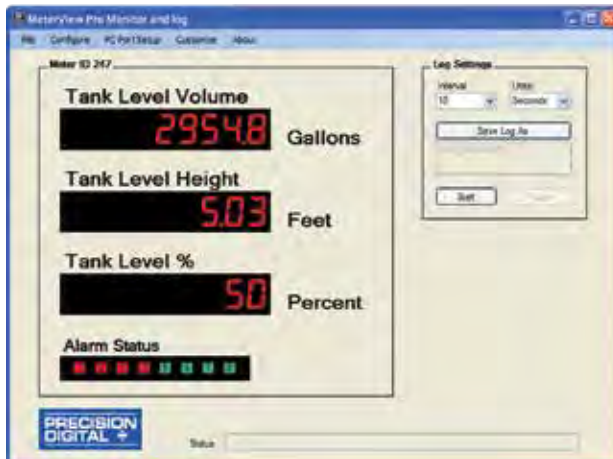 MeterView Pro Monitor and log
File Configure PC Port Setup Customize About
Meter ID 247
Tank Level Volume
2954.8 Gallons
Tank Level Height
5.03 Feet
Tank Level %
50 Percent
Alarm Status
Log Settings
Interval Units
10 Seconds
Save Log As
Start
PRECISION
DIGITAL
Status